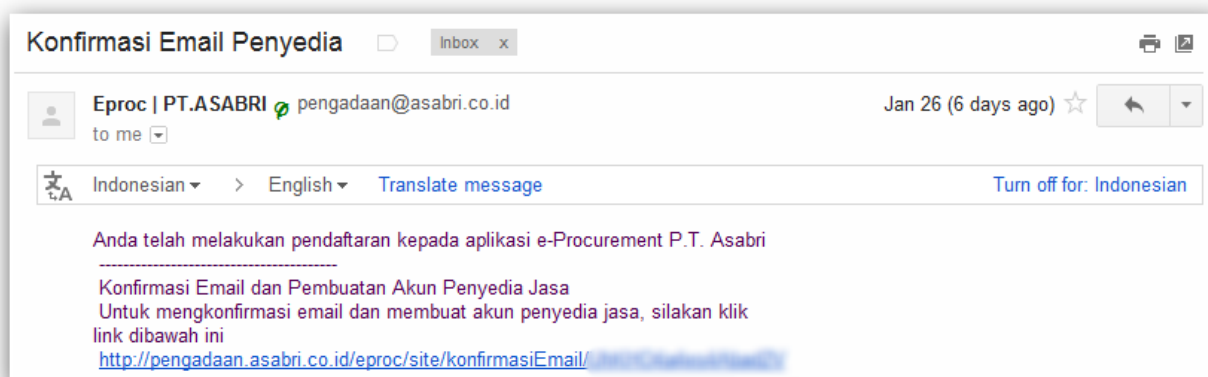 Konfirmasi Email Penyedia Inbox x
Eproc | PT.ASABRI pengadaan@asabri.co.id Jan 26 (6 days ago)
to me
Indonesian > English Translate message Turn off for: Indonesian
Anda telah melakukan pendaftaran kepada aplikasi e-Procurement P.T. Asabri
----------------------------------------
Konfirmasi Email dan Pembuatan Akun Penyedia Jasa
Untuk mengkonfirmasi email dan membuat akun penyedia jasa, silakan klik
link dibawah ini
http://pengadaan.asabri.co.id/eproc/site/konfirmasiEmail/